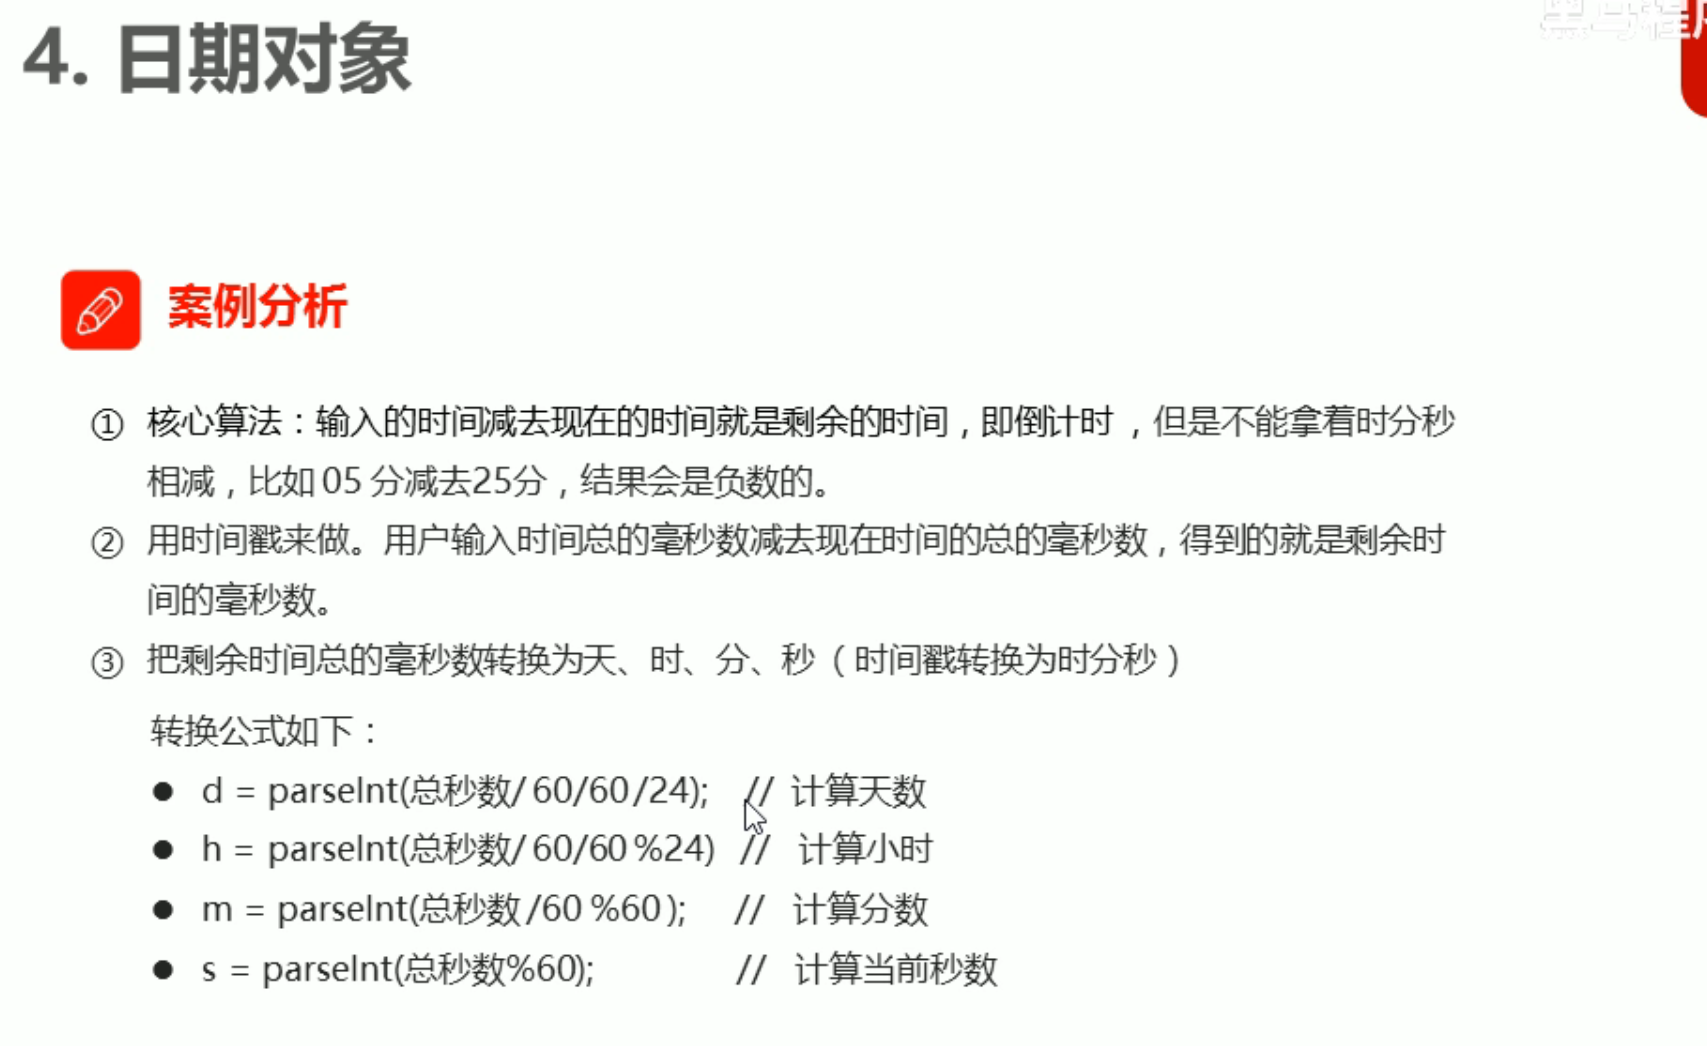 黑马程
4. 日期对象
案例分析
① 核心算法：输入的时间减去现在的时间就是剩余的时间，即倒计时 ，但是不能拿着时分秒
相减，比如 05 分减去25分，结果会是负数的。
② 用时间戳来做。用户输入时间总的毫秒数减去现在时间的总的毫秒数，得到的就是剩余时
间的毫秒数。
③ 把剩余时间总的毫秒数转换为天、时、分、秒 （时间戳转换为时分秒）
转换公式如下：
● d = parseInt(总秒数/ 60/60 /24); // 计算天数
● h = parseInt(总秒数/ 60/60 %24) // 计算小时
● m = parseInt(总秒数 /60 %60 ); // 计算分数
● s = parseInt(总秒数%60); // 计算当前秒数